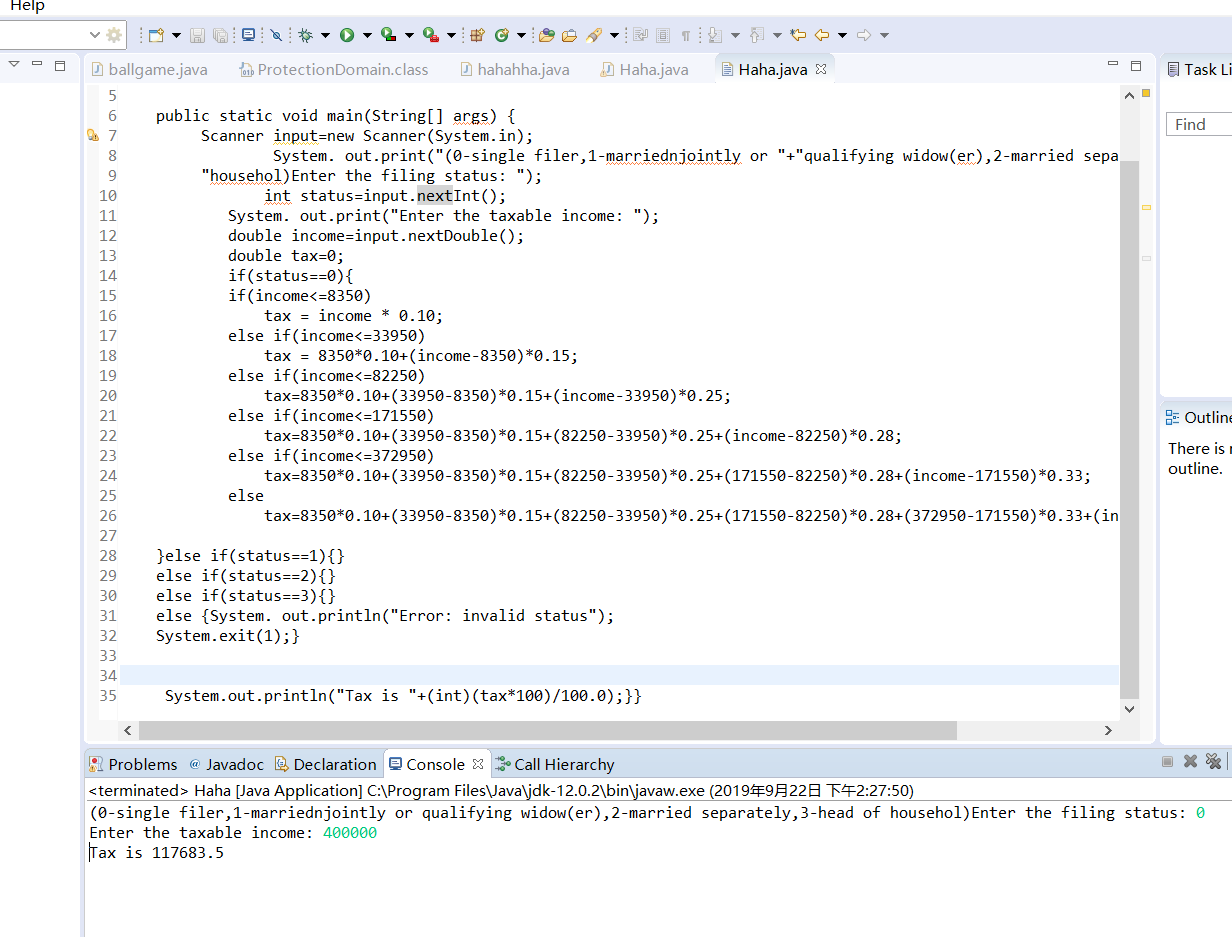 Help
ballgame.java ProtectionDomain.class hahahha.java Haha.java Haha.java
Task Li
Find
5
6 public static void main(String[] args) {
7 Scanner input=new Scanner(System.in);
8 System. out.print("(0-single filer,1-marriednjointly or "+"qualifying widow(er),2-married sepa
9 "househol)Enter the filing status: ");
10 int status=input.nextInt();
11 System. out.print("Enter the taxable income: ");
12 double income=input.nextDouble();
13 double tax=0;
14 if(status==0){
15 if(income<=8350)
16 tax = income * 0.10;
17 else if(income<=33950)
18 tax = 8350*0.10+(income-8350)*0.15;
19 else if(income<=82250)
20 tax=8350*0.10+(33950-8350)*0.15+(income-33950)*0.25;
21 else if(income<=171550)
22 tax=8350*0.10+(33950-8350)*0.15+(82250-33950)*0.25+(income-82250)*0.28;
23 else if(income<=372950)
24 tax=8350*0.10+(33950-8350)*0.15+(82250-33950)*0.25+(171550-82250)*0.28+(income-171550)*0.33;
25 else
26 tax=8350*0.10+(33950-8350)*0.15+(82250-33950)*0.25+(171550-82250)*0.28+(372950-171550)*0.33+(in
27
28 }else if(status==1){}
29 else if(status==2){}
30 else if(status==3){}
31 else {System. out.println("Error: invalid status");
32 System.exit(1);}
33
34
35 System.out.println("Tax is "+(int)(tax*100)/100.0);}}
Outline
There is
outline.
Problems @ Javadoc Declaration Console Call Hierarchy
<terminated> Haha [Java Application] C:\Program Files\Java\jdk-12.0.2\bin\javaw.exe (2019年9月22日 下午2:27:50)
(0-single filer,1-marriednjointly or qualifying widow(er),2-married separately,3-head of househol)Enter the filing status: 0
Enter the taxable income: 400000
Tax is 117683.5